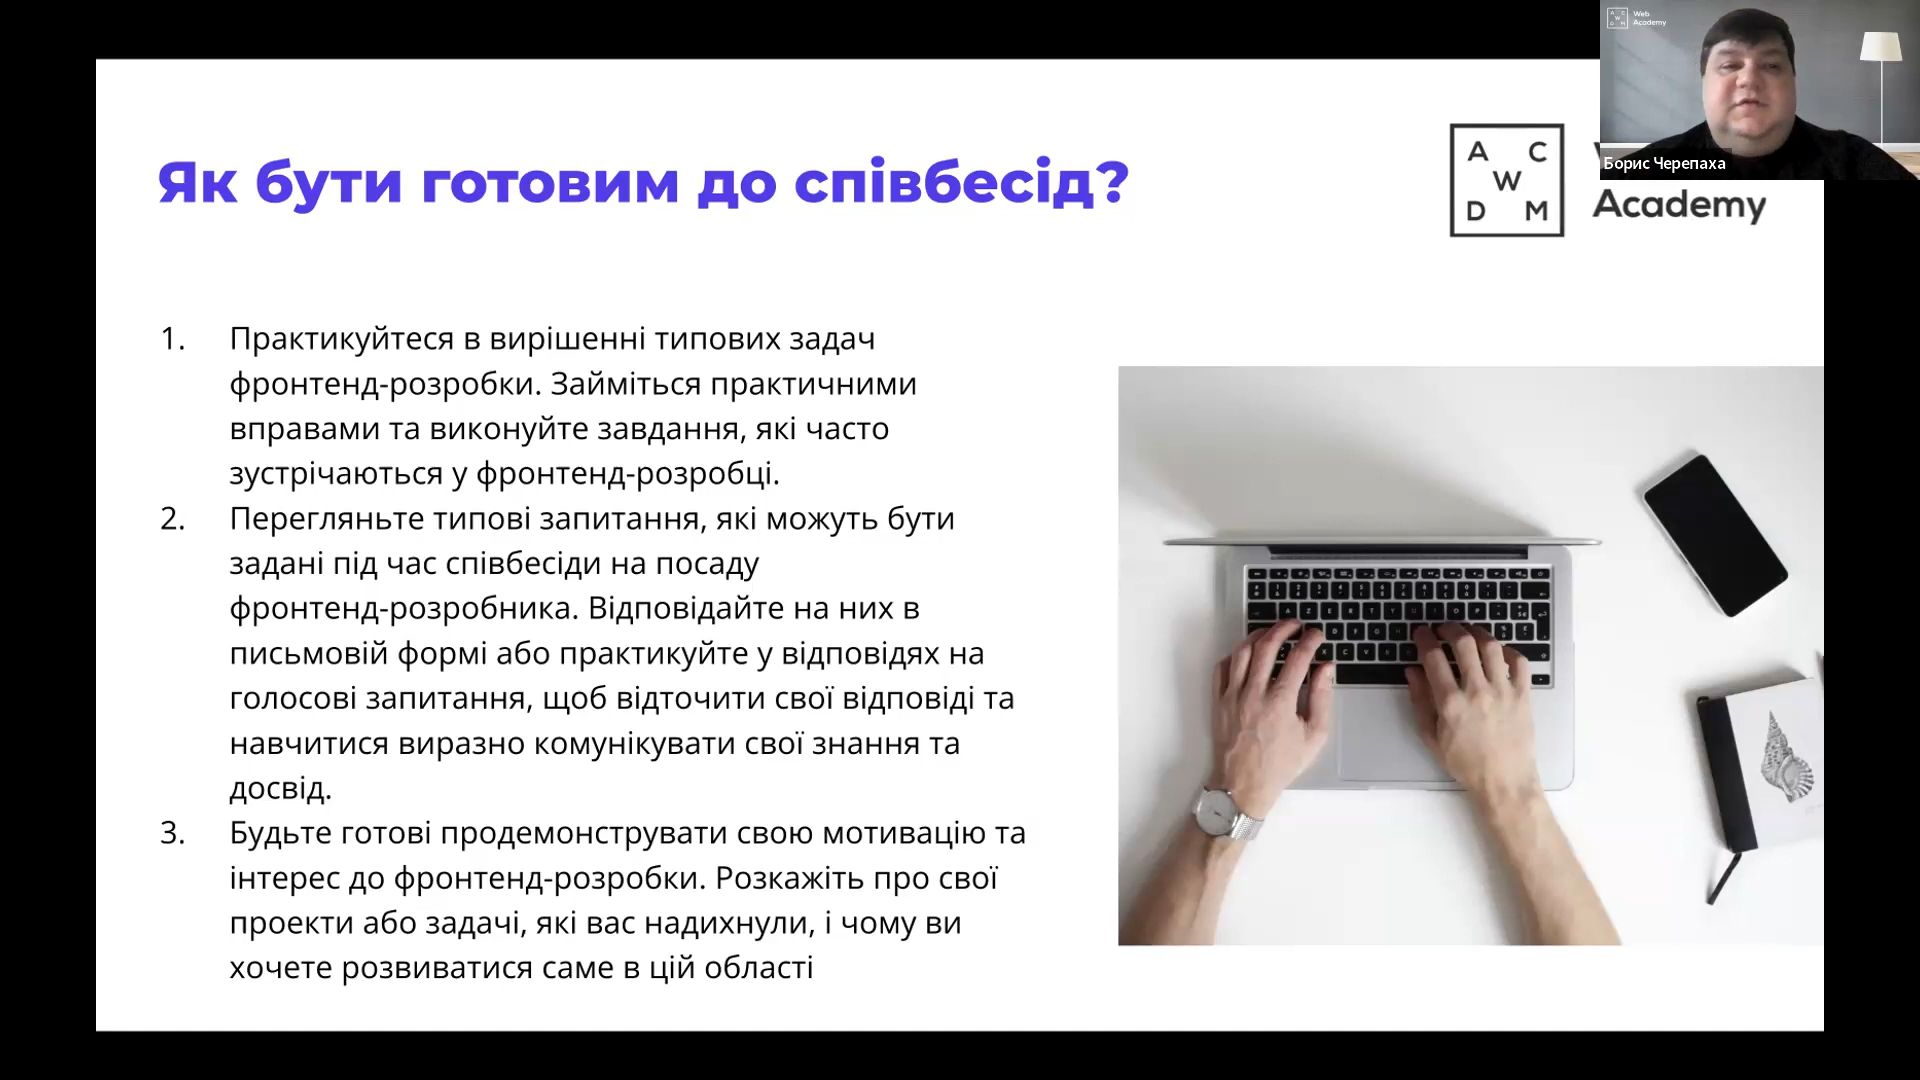 Web
Academy
Борис Черепаха
Як бути готовим до співбесід?
A C
W
D M
Academy
1. Практикуйтеся в вирішенні типових задач
фронтенд-розробки. Займіться практичними
вправами та виконуйте завдання, які часто
зустрічаються у фронтенд-розробці.
2. Перегляньте типові запитання, які можуть бути
задані під час співбесіди на посаду
фронтенд-розробника. Відповідайте на них в
письмовій формі або практикуйте у відповідях на
голосові запитання, щоб відточити свої відповіді та
навчитися виразно комунікувати свої знання та
досвід.
3. Будьте готові продемонструвати свою мотивацію та
інтерес до фронтенд-розробки. Розкажіть про свої
проекти або задачі, які вас надихнули, і чому ви
хочете розвиватися саме в цій області